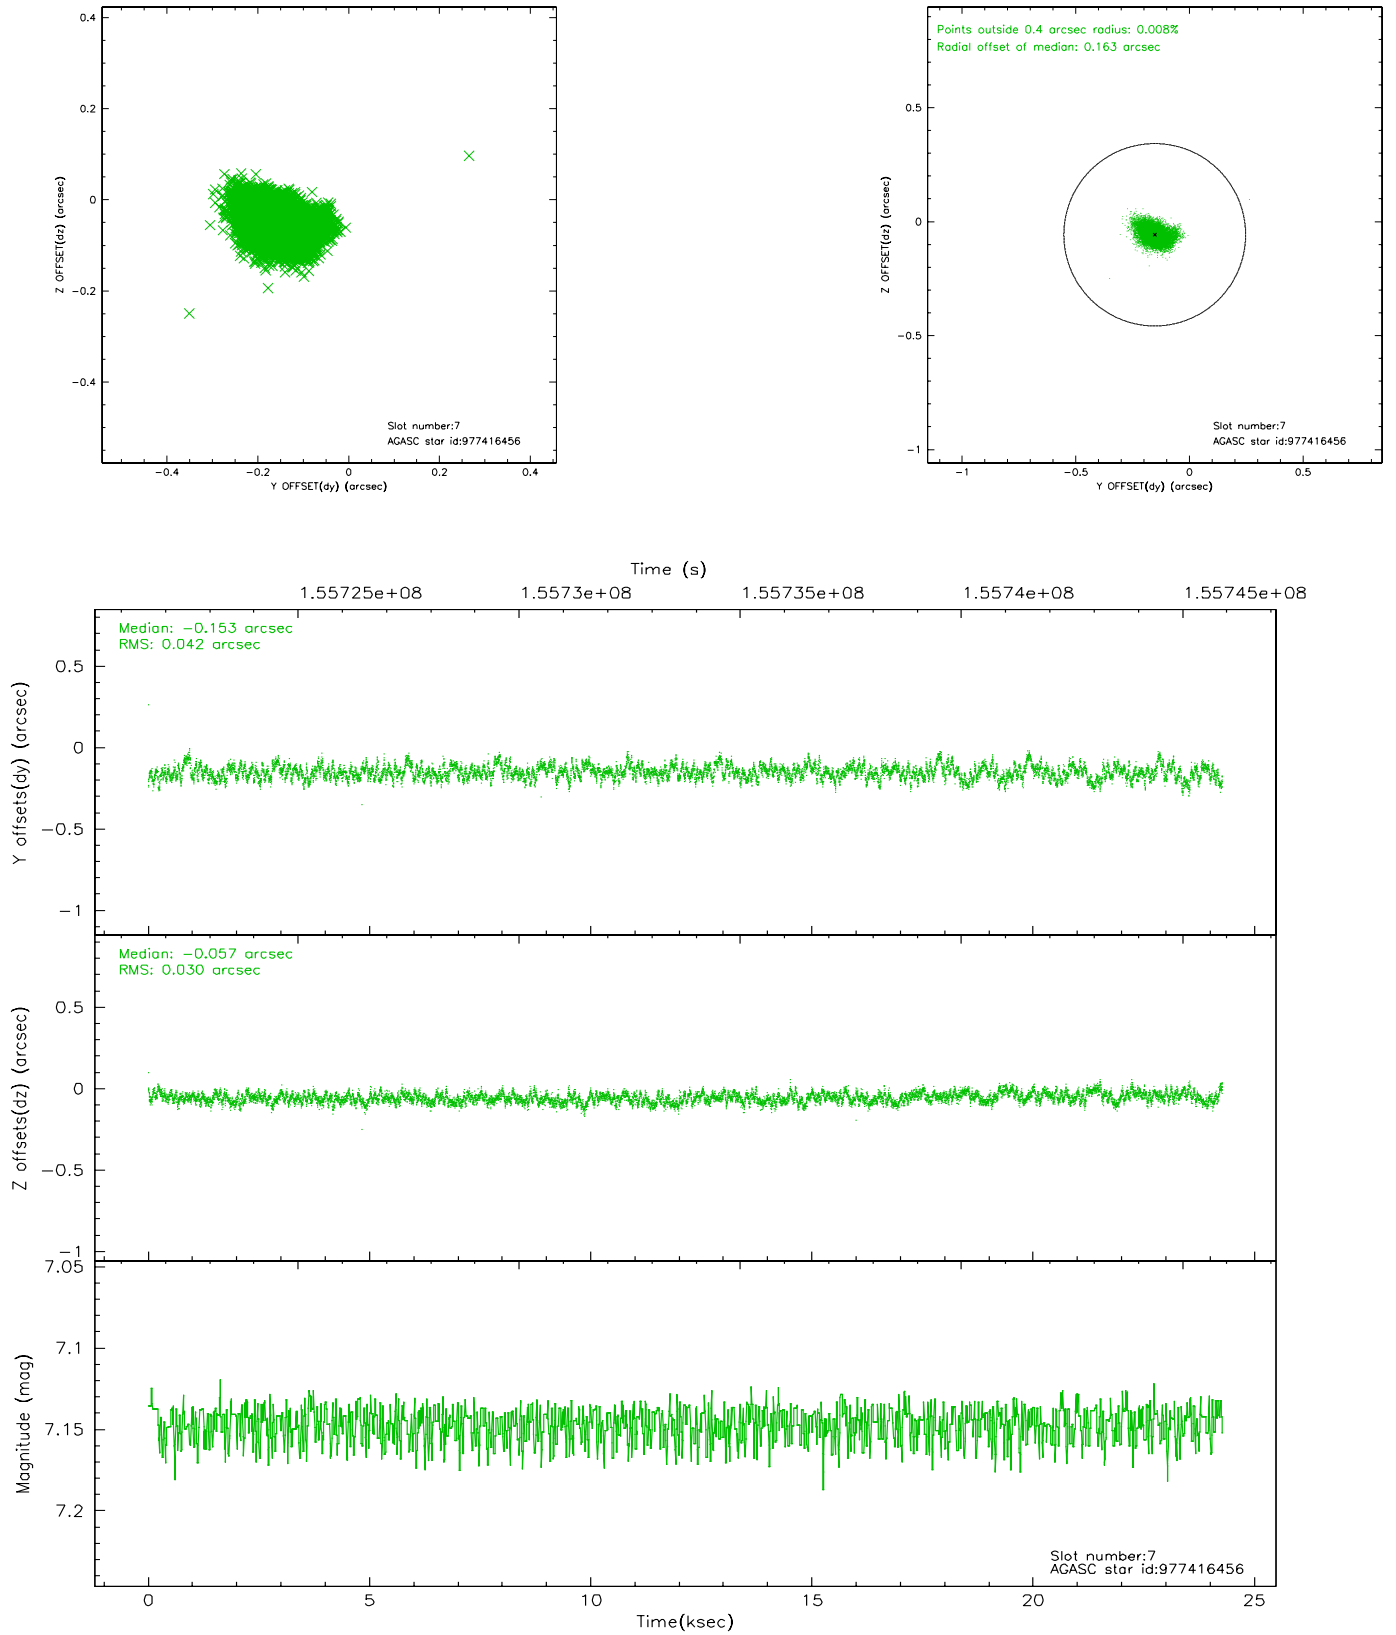 0.4
0.2
0
−0.2
−0.4
Z OFFSET(dz) (arcsec)
Slot number:7
AGASC star id:977416456
−0.4 −0.2 0 0.2 0.4
Y OFFSET(dy) (arcsec)
Points outside 0.4 arcsec radius: 0.008%
Radial offset of median: 0.163 arcsec
0.5
0
−0.5
−1
Z OFFSET(dz) (arcsec)
Slot number:7
AGASC star id:977416456
−1 −0.5 0 0.5
Y OFFSET(dy) (arcsec)
Time (s)
1.55725e+08 1.5573e+08 1.55735e+08 1.5574e+08 1.55745e+08
Median: −0.153 arcsec
RMS: 0.042 arcsec
0.5
0
−0.5
−1
Y offsets(dy) (arcsec)
Median: −0.057 arcsec
RMS: 0.030 arcsec
0.5
0
−0.5
−1
Z offsets(dz) (arcsec)
7.05
7.1
7.15
7.2
Magnitude (mag)
Slot number:7
AGASC star id:977416456
0 5 10 15 20 25
Time(ksec)